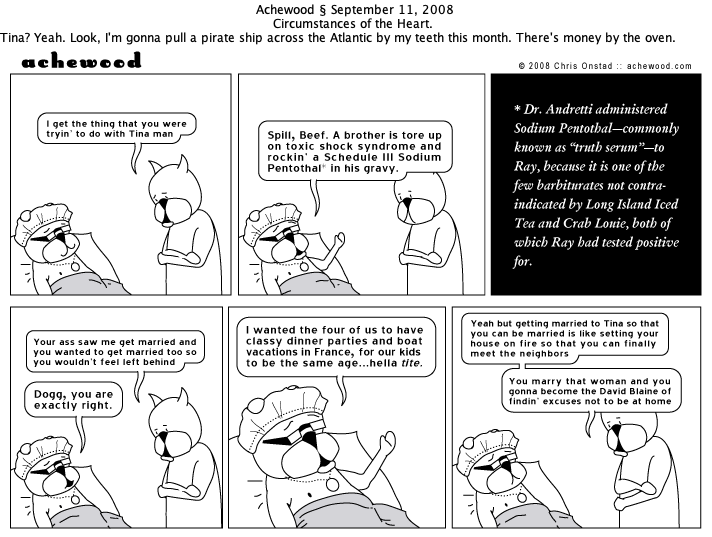 Achewood § September 11, 2008
Circumstances of the Heart.
Tina? Yeah. Look, I'm gonna pull a pirate ship across the Atlantic by my teeth this month. There's money by the oven.
achewood
© 2008 Chris Onstad :: achewood.com
I get the thing that you were
tryin' to do with Tina man
Spill, Beef. A brother is tore up
on toxic shock syndrome and
rockin' a Schedule III Sodium
Pentothal* in his gravy.
* Dr. Andretti administered
Sodium Pentothal—commonly
known as “truth serum”—to
Ray, because it is one of the
few barbiturates not contra-
indicated by Long Island Iced
Tea and Crab Louie, both of
which Ray had tested positive
for.
Your ass saw me get married and
you wanted to get married too so
you wouldn't feel left behind
Dogg, you are
exactly right.
I wanted the four of us to have
classy dinner parties and boat
vacations in France, for our kids
to be the same age...hella tite.
Yeah but getting married to Tina so that
you can be married is like setting your
house on fire so that you can finally
meet the neighbors
You marry that woman and you
gonna become the David Blaine of
findin' excuses not to be at home